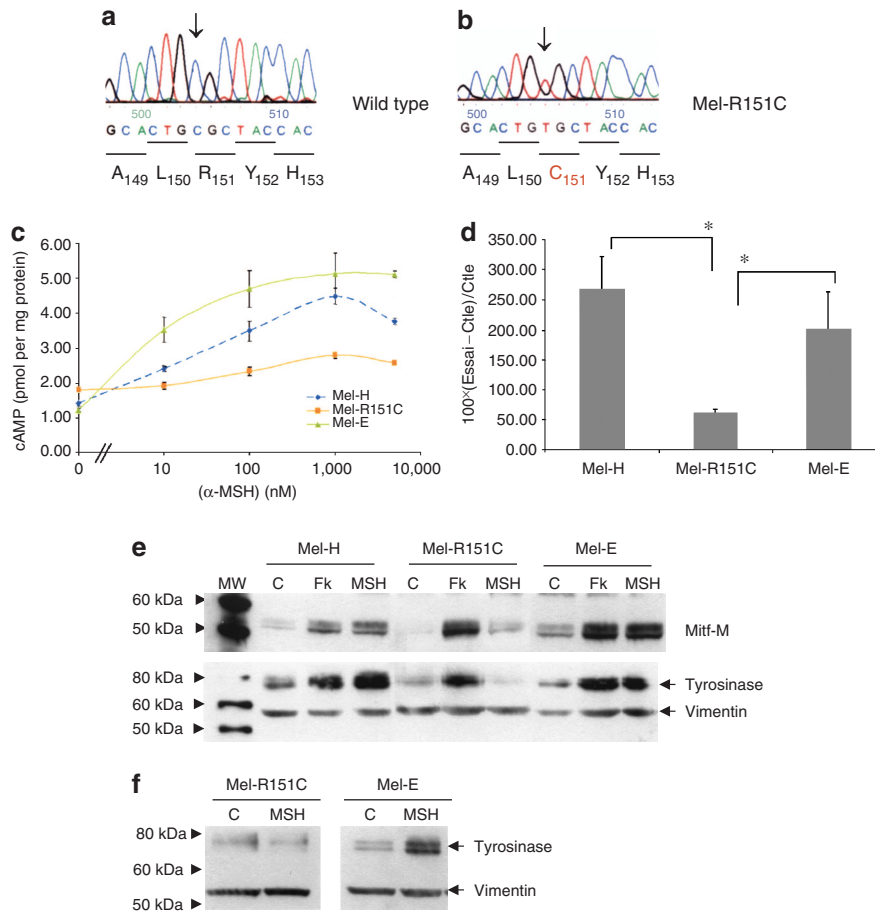 a
Wild type
500 510
G C A C T G C G C T A C C A C
A149 L150 R151 Y152 H153
b
Mel-R151C
500 510
G C A C T G T G C T A C C A C
A149 L150 C151 Y152 H153
c
cAMP (pmol per mg protein)
6.00
5.00
4.00
3.00
2.00
1.00
0.00
Mel-H
Mel-R151C
Mel-E
0 10 100 1,000 10,000
(α-MSH) (nM)
d
100×(Essai – Ctle)/Ctle
350.00
300.00
250.00
200.00
150.00
100.00
50.00
0.00
* *
Mel-H Mel-R151C Mel-E
e
Mel-H Mel-R151C Mel-E
MW C Fk MSH C Fk MSH C Fk MSH
60 kDa
50 kDa
Mitf-M
80 kDa
Tyrosinase
60 kDa
Vimentin
50 kDa
f
Mel-R151C Mel-E
C MSH C MSH
80 kDa
Tyrosinase
60 kDa
Vimentin
50 kDa